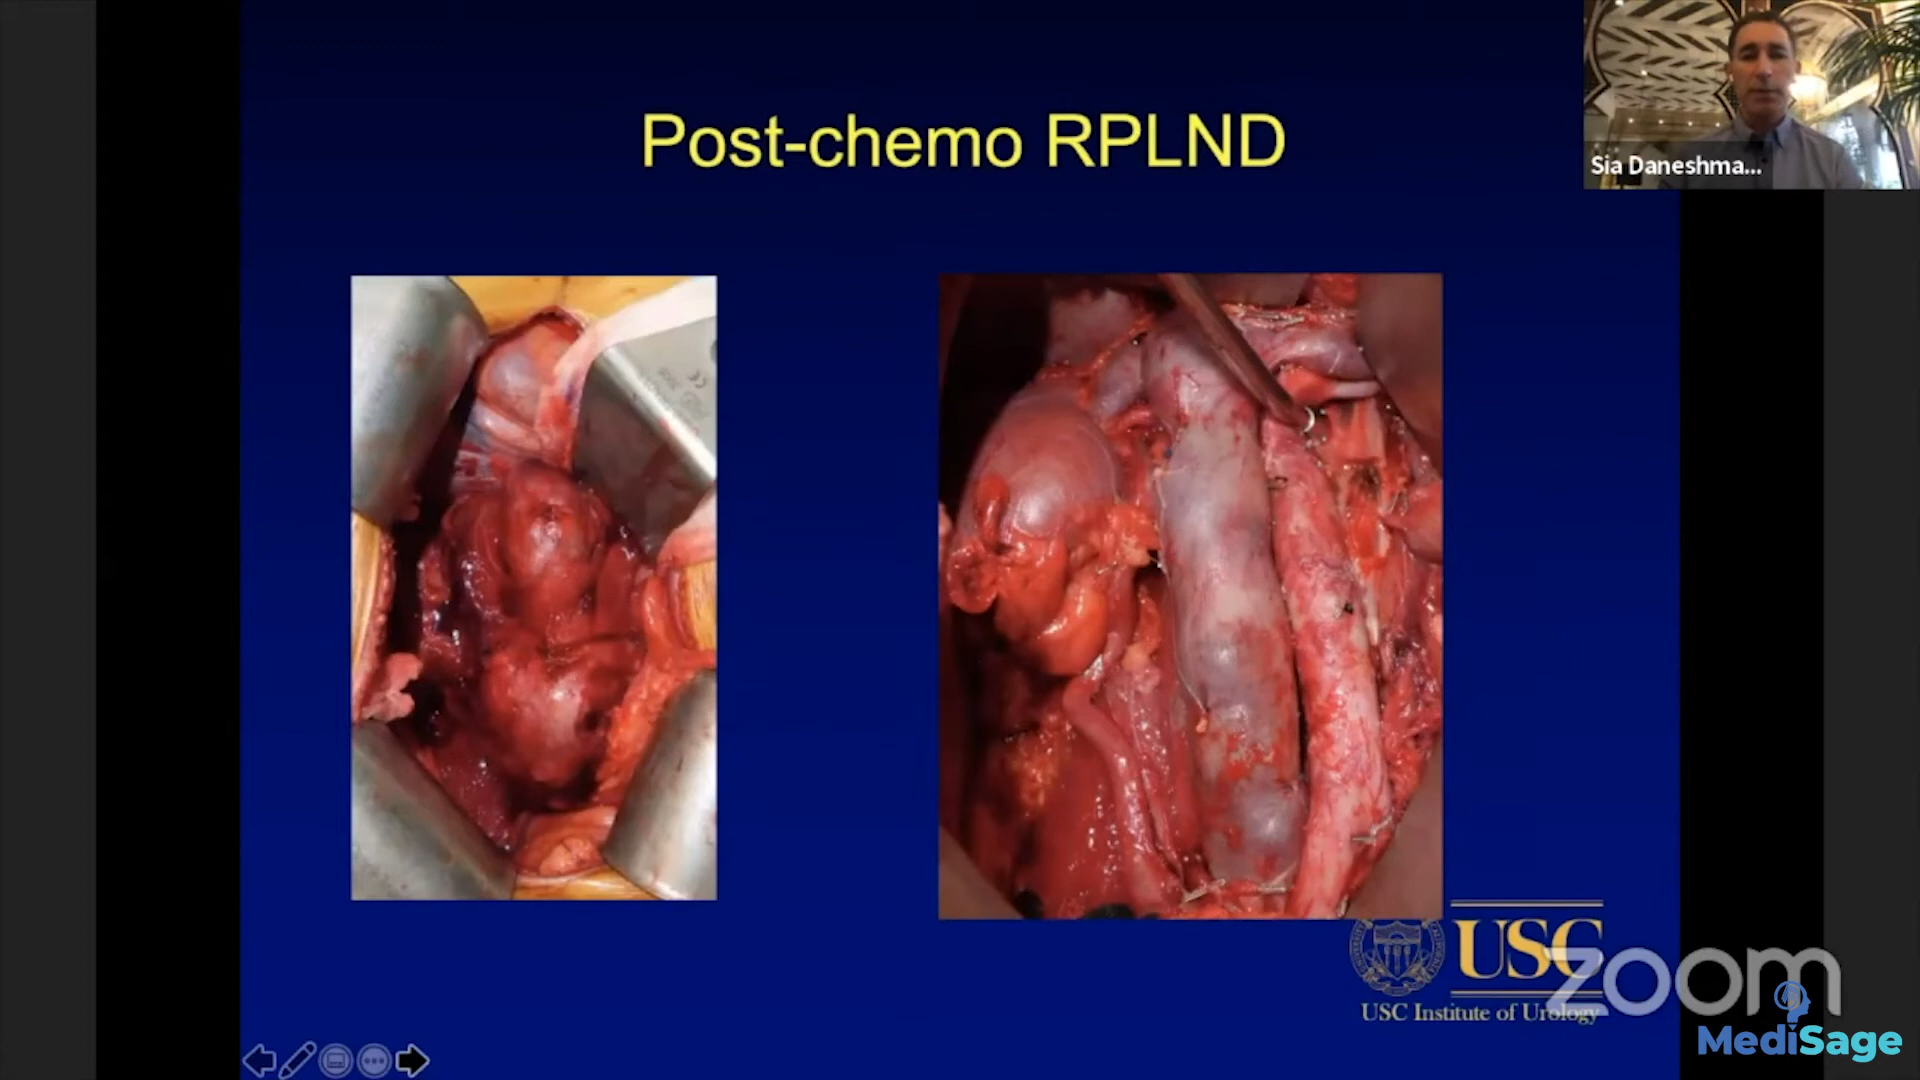 Post-chemo RPLND
Sia Daneshma...
USC
USC Institute of Urology
zoom
MediSage